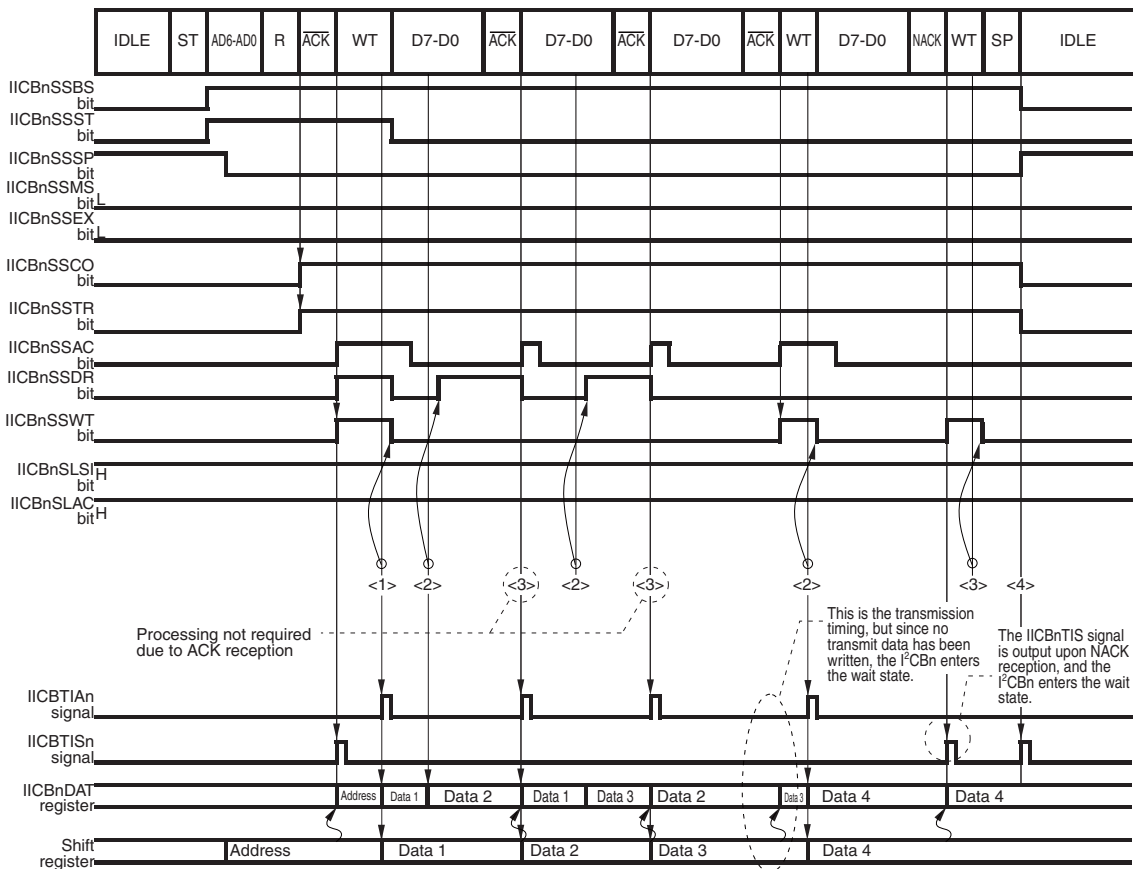 IDLE ST AD6-AD0 R ACK WT D7-D0 ACK D7-D0 ACK D7-D0 ACK WT D7-D0 NACK WT SP IDLE
IICBnSSBS
bit
IICBnSSST
bit
IICBnSSSP
bit
IICBnSSMS
bit L
IICBnSSEX
bit L
IICBnSSCO
bit
IICBnSSTR
bit
IICBnSSAC
bit
IICBnSSDR
bit
IICBnSSWT
bit
IICBnSLSI H
bit
IICBnSLAC
bit H
<1> <2> <3> <2> <3> <2> <3> <4>
Processing not required
due to ACK reception
This is the transmission
timing, but since no
transmit data has been
written, the I²CBn enters
the wait state.
The IICBnTIS signal
is output upon NACK
reception, and the
I²CBn enters the wait
state.
IICBTIAn
signal
IICBTISn
signal
IICBnDAT
register
Address Data 1 Data 2 Data 1 Data 3 Data 2 Data 3 Data 4 Data 4
Shift
register
Address Data 1 Data 2 Data 3 Data 4